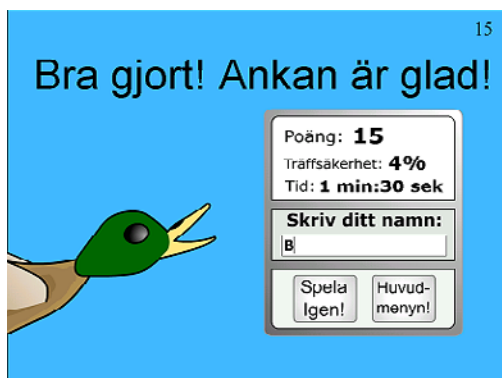 15
Bra gjort! Ankan är glad!
Poäng: 15
Träffsäkerhet: 4%
Tid: 1 min:30 sek
Skriv ditt namn:
B
Spela
Igen!
Huvud-
menyn!